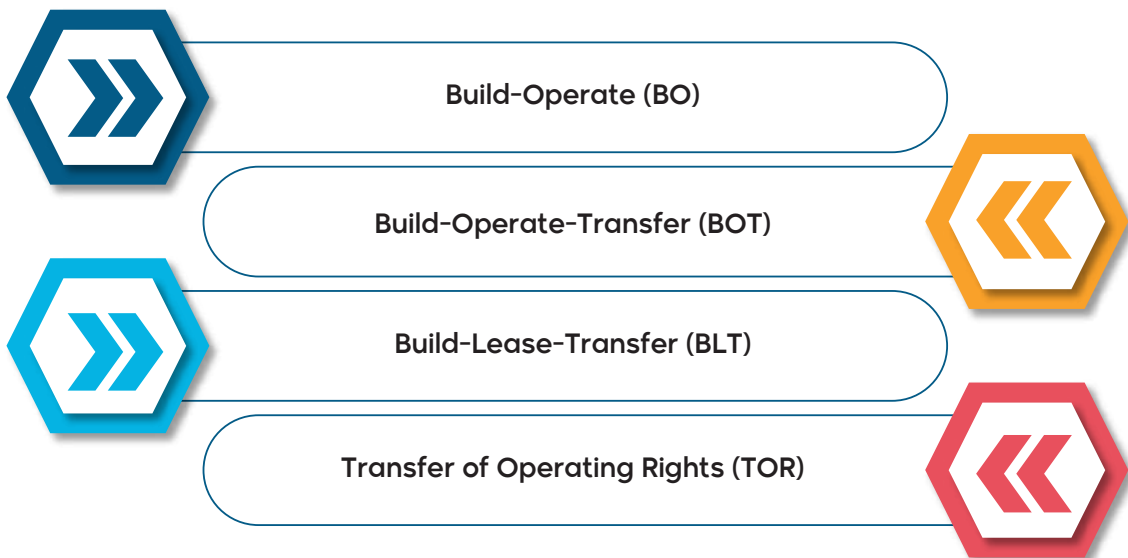 Build-Operate (BO)
Build-Operate-Transfer (BOT)
Build-Lease-Transfer (BLT)
Transfer of Operating Rights (TOR)